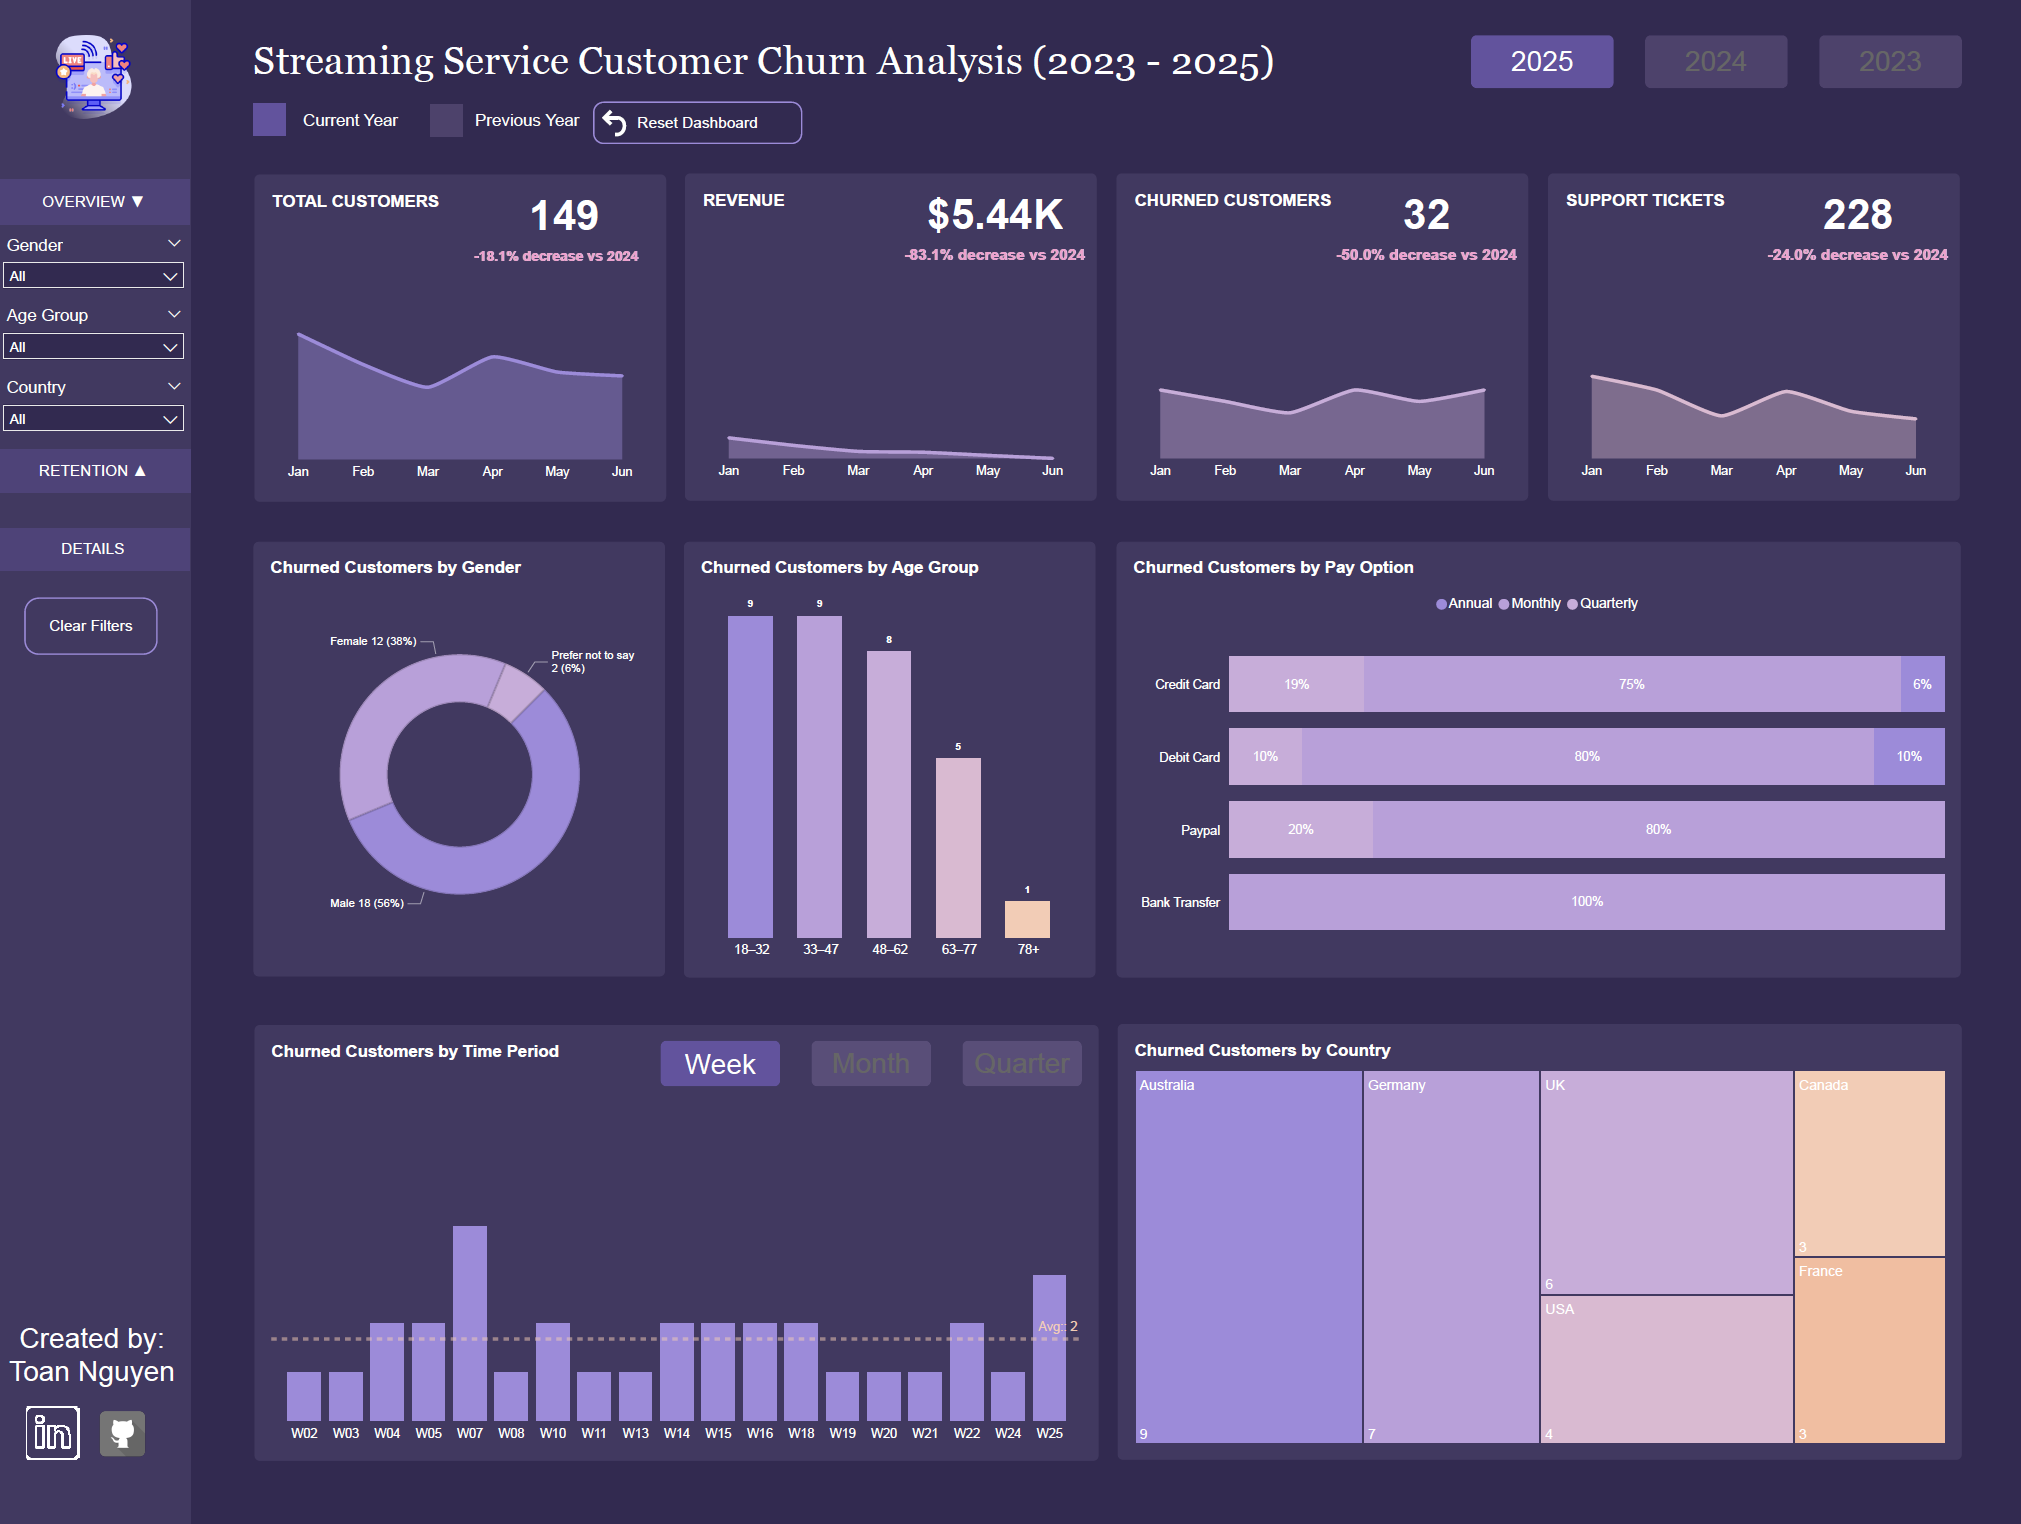 LIVE
Streaming Service Customer Churn Analysis (2023 - 2025)
2025
2024
2023
Current Year
Previous Year
Reset Dashboard
OVERVIEW ▼
Gender
All
Age Group
All
Country
All
RETENTION ▲
DETAILS
Clear Filters
TOTAL CUSTOMERS
149
-18.1% decrease vs 2024
Jan Feb Mar Apr May Jun
REVENUE
$5.44K
-83.1% decrease vs 2024
Jan Feb Mar Apr May Jun
CHURNED CUSTOMERS
32
-50.0% decrease vs 2024
Jan Feb Mar Apr May Jun
SUPPORT TICKETS
228
-24.0% decrease vs 2024
Jan Feb Mar Apr May Jun
Churned Customers by Gender
Female 12 (38%)
Prefer not to say
2 (6%)
Male 18 (56%)
Churned Customers by Age Group
9 9 8 5 1
18–32 33–47 48–62 63–77 78+
Churned Customers by Pay Option
Annual Monthly Quarterly
Credit Card 19% 75% 6%
Debit Card 10% 80% 10%
Paypal 20% 80%
Bank Transfer 100%
Churned Customers by Time Period
Week
Month
Quarter
Avg:: 2
W02 W03 W04 W05 W07 W08 W10 W11 W13 W14 W15 W16 W18 W19 W20 W21 W22 W24 W25
Churned Customers by Country
Australia
9
Germany
7
UK
6
USA
4
Canada
3
France
3
Created by:
Toan Nguyen
in